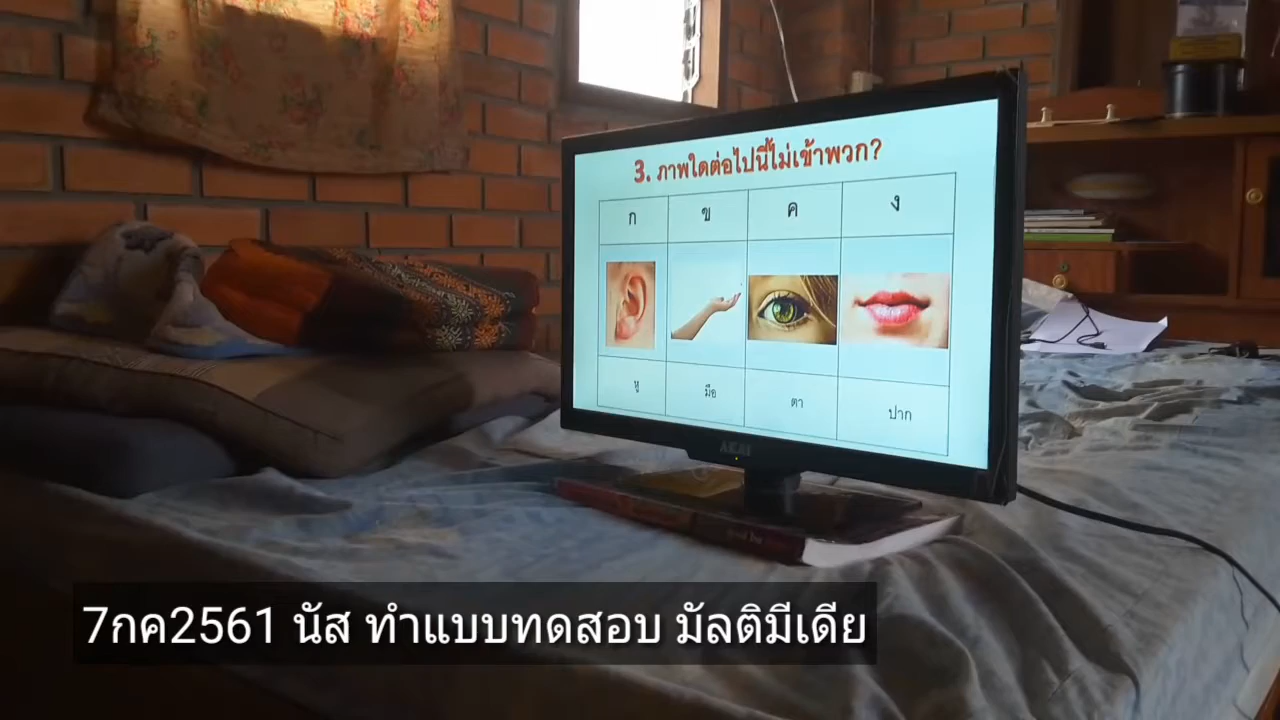 3. ภาพใดต่อไปนี้ไม่เข้าพวก?
ก ข ค ง
หู มือ ตา ปาก
AKAI
7กค2561 นัส ทำแบบทดสอบ มัลติมีเดีย